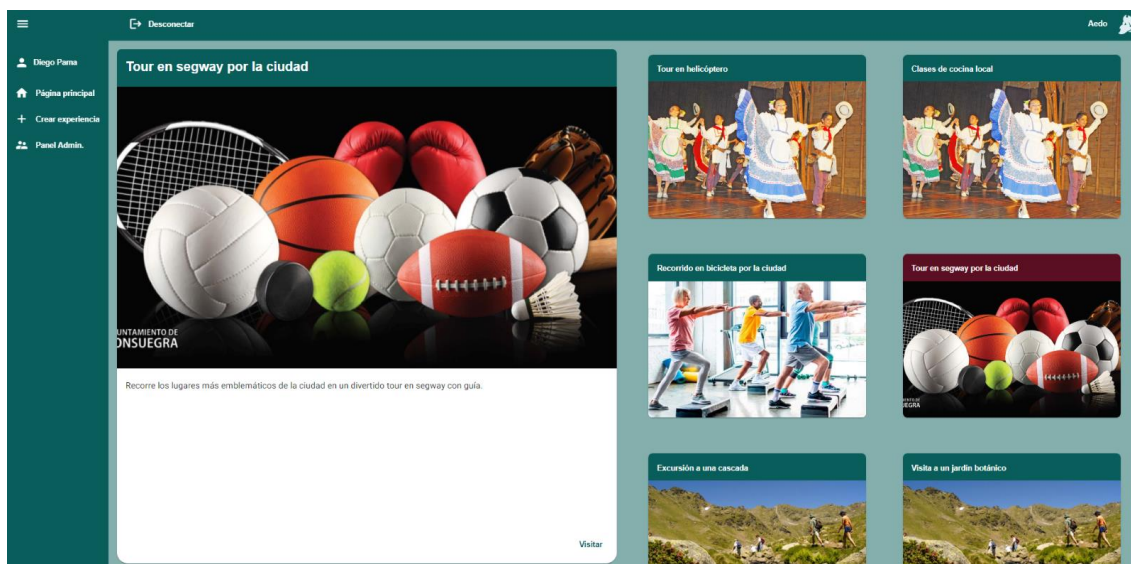 Desconectar
Aedo
Diego Pama
Página principal
Crear experiencia
Panel Admin.
Tour en segway por la ciudad
UNTAMIENTO DE
ONSUEGRA
Recorre los lugares más emblemáticos de la ciudad en un divertido tour en segway con guía.
Visitar
Tour en helicóptero
Clases de cocina local
Recorrido en bicicleta por la ciudad
Tour en segway por la ciudad
Excursión a una cascada
Visita a un jardín botánico